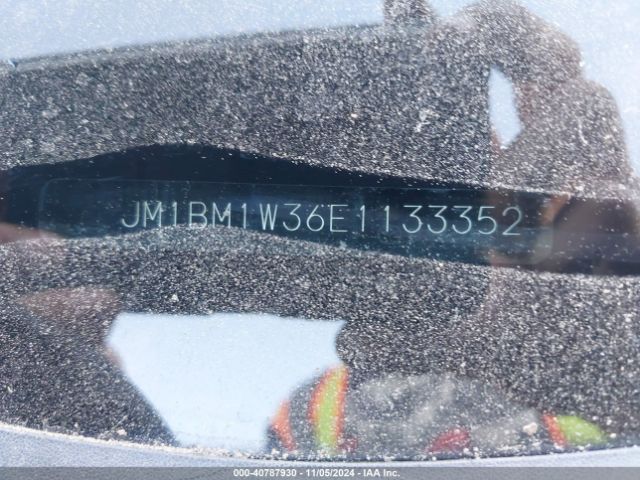 JM1BM1W36E1133352
000-40787930 - 11/05/2024 - IAA Inc.